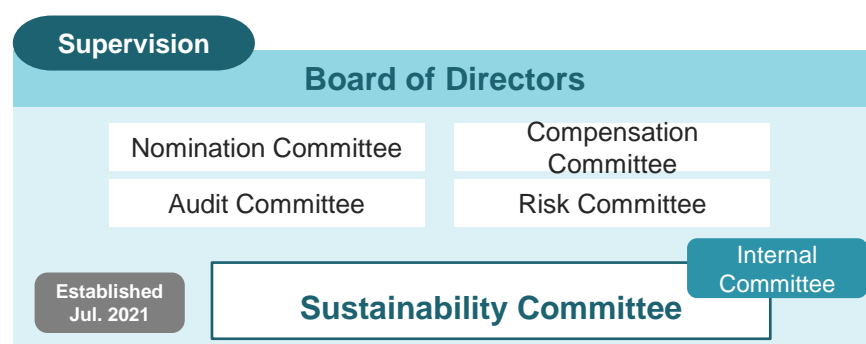 Supervision
Board of Directors
Nomination Committee
Compensation
Committee
Audit Committee
Risk Committee
Internal
Committee
Established
Jul. 2021
Sustainability Committee